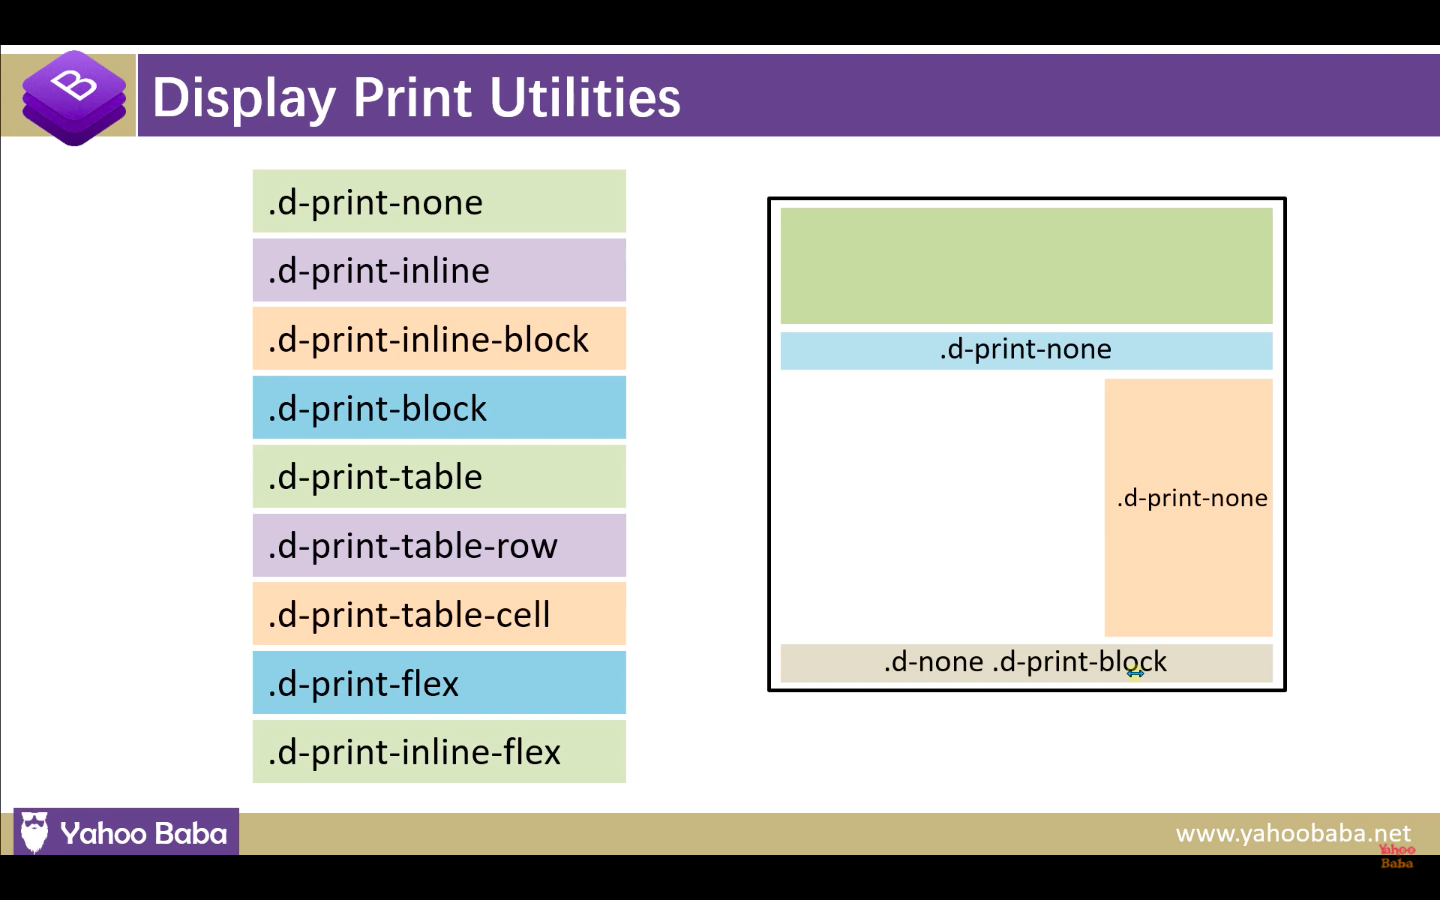 B
Display Print Utilities
.d-print-none
.d-print-inline
.d-print-inline-block
.d-print-block
.d-print-table
.d-print-table-row
.d-print-table-cell
.d-print-flex
.d-print-inline-flex
.d-print-none
.d-print-none
.d-none .d-print-block
Yahoo Baba
www.yahoobaba.net
Yahoo
Baba